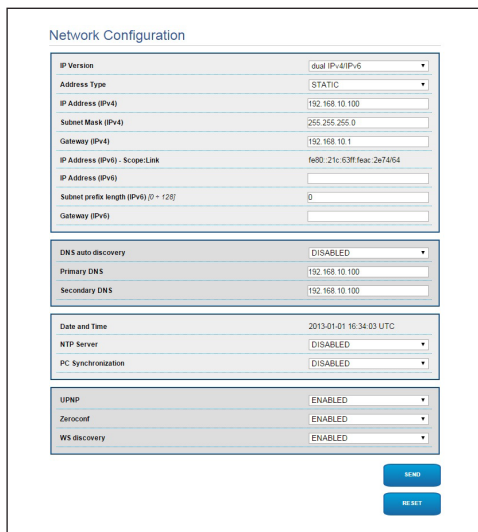 Network Configuration
IP Version dual IPv4/IPv6
Address Type STATIC
IP Address (IPv4) 192.168.10.100
Subnet Mask (IPv4) 255.255.255.0
Gateway (IPv4) 192.168.10.1
IP Address (IPv6) - Scope:Link fe80::21c:63ff:feac:2e74/64
IP Address (IPv6)
Subnet prefix length (IPv6) [0 ÷ 128] 0
Gateway (IPv6)
DNS auto discovery DISABLED
Primary DNS 192.168.10.100
Secondary DNS 192.168.10.100
Date and Time 2013-01-01 16:34:03 UTC
NTP Server DISABLED
PC Synchronization DISABLED
UPNP ENABLED
Zeroconf ENABLED
WS discovery ENABLED
SEND
RESET